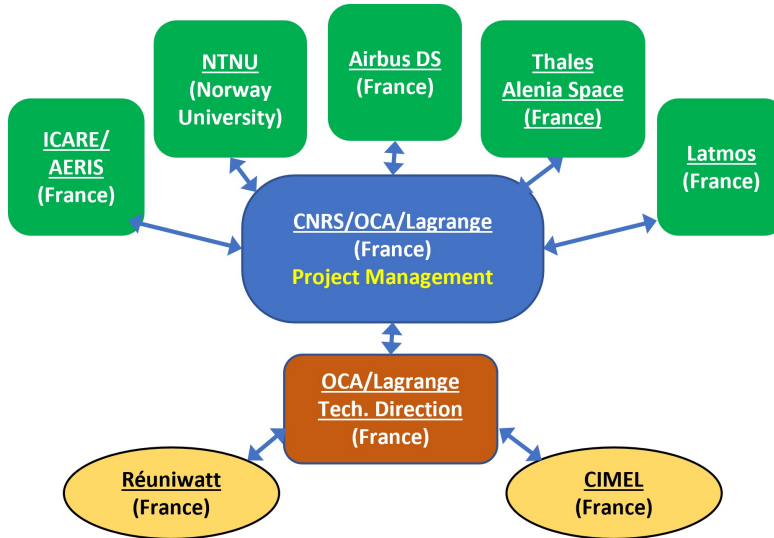 NTNU
(Norway
University)
Airbus DS
(France)
Thales
Alenia Space
(France)
ICARE/
AERIS
(France)
Latmos
(France)
CNRS/OCA/Lagrange
(France)
Project Management
OCA/Lagrange
Tech. Direction
(France)
Réuniwatt
(France)
CIMEL
(France)